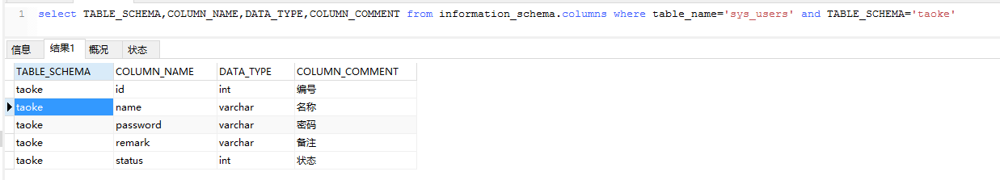 1 select TABLE_SCHEMA,COLUMN_NAME,DATA_TYPE,COLUMN_COMMENT from information_schema.columns where table_name='sys_users' and TABLE_SCHEMA='taoke'
信息 结果1 概况 状态
TABLE_SCHEMA COLUMN_NAME DATA_TYPE COLUMN_COMMENT
taoke id int 编号
taoke name varchar 名称
taoke password varchar 密码
taoke remark varchar 备注
taoke status int 状态